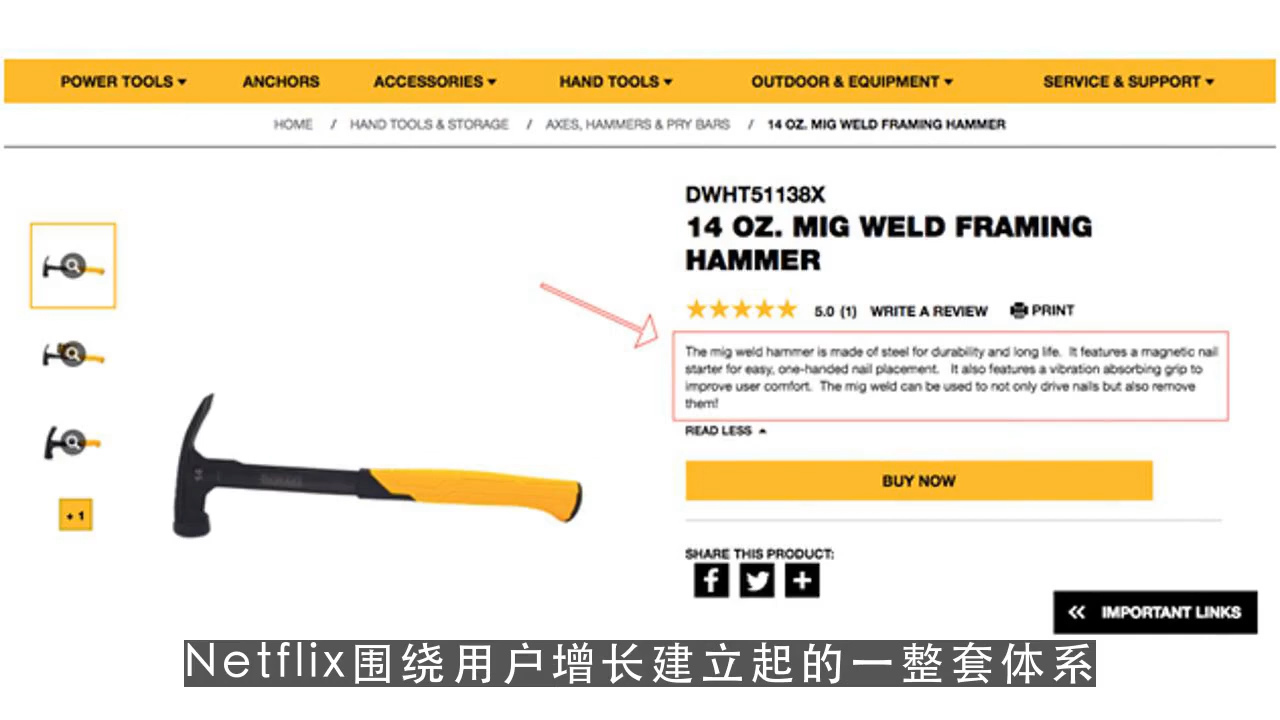 POWER TOOLS
ANCHORS
ACCESSORIES
HAND TOOLS
OUTDOOR & EQUIPMENT
SERVICE & SUPPORT
HOME / HAND TOOLS & STORAGE / AXES, HAMMERS & PRY BARS / 14 OZ. MIG WELD FRAMING HAMMER
DWHT51138X
14 OZ. MIG WELD FRAMING
HAMMER
5.0 (1) WRITE A REVIEW PRINT
The mig weld hammer is made of steel for durability and long life. It features a magnetic nail
starter for easy, one-handed nail placement. It also features a vibration absorbing grip to
improve user comfort. The mig weld can be used to not only drive nails but also remove
them!
READ LESS
+ 1
14
BUY NOW
SHARE THIS PRODUCT:
IMPORTANT LINKS
Netflix围绕用户增长建立起的一整套体系